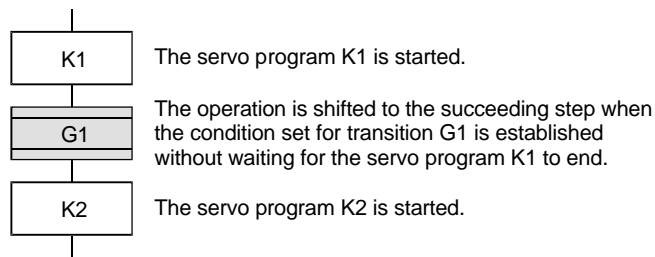 K1
The servo program K1 is started.
G1
The operation is shifted to the succeeding step when
the condition set for transition G1 is established
without waiting for the servo program K1 to end.
K2
The servo program K2 is started.